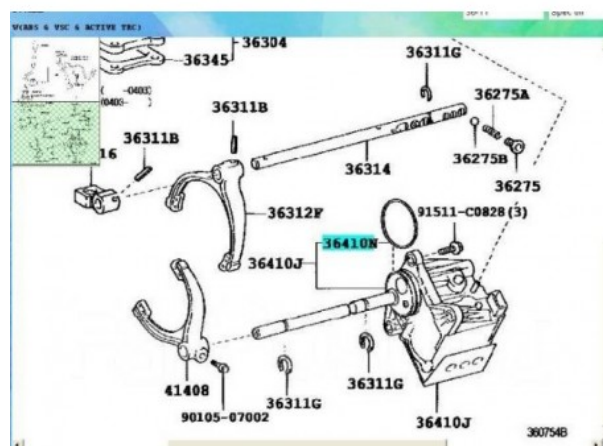 W(ABS & VSC & ACTIVE TRC)
36304
36345
36311G
36275A
36311B
36311B
36314
36275B
36275
16
36312F
91511-C0828(3)
36410N
36410J
41408
36311G
36311G
90105-07002
36410J
360754B